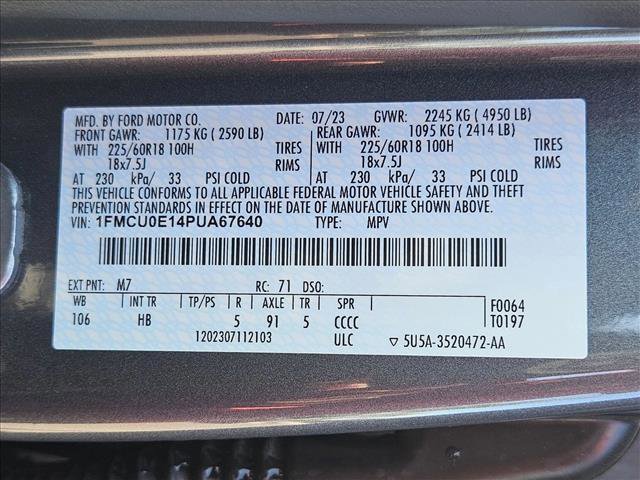 MFD. BY FORD MOTOR CO. DATE: 07/23 GVWR: 2245 KG ( 4950 LB)
FRONT GAWR: 1175 KG ( 2590 LB) REAR GAWR: 1095 KG ( 2414 LB)
WITH 225/60R18 100H TIRES WITH 225/60R18 100H TIRES
18x7.5J RIMS 18x7.5J RIMS
AT 230 kPa/ 33 PSI COLD AT 230 kPa/ 33 PSI COLD
THIS VEHICLE CONFORMS TO ALL APPLICABLE FEDERAL MOTOR VEHICLE SAFETY AND THEFT
PREVENTION STANDARDS IN EFFECT ON THE DATE OF MANUFACTURE SHOWN ABOVE.
VIN: 1FMCU0E14PUA67640 TYPE: MPV
EXT PNT: M7 RC: 71 DSO:
WB INT TR TP/PS R AXLE TR SPR F0064
106 HB 5 91 5 CCCC T0197
1202307112103 ULC ▽ 5U5A-3520472-AA